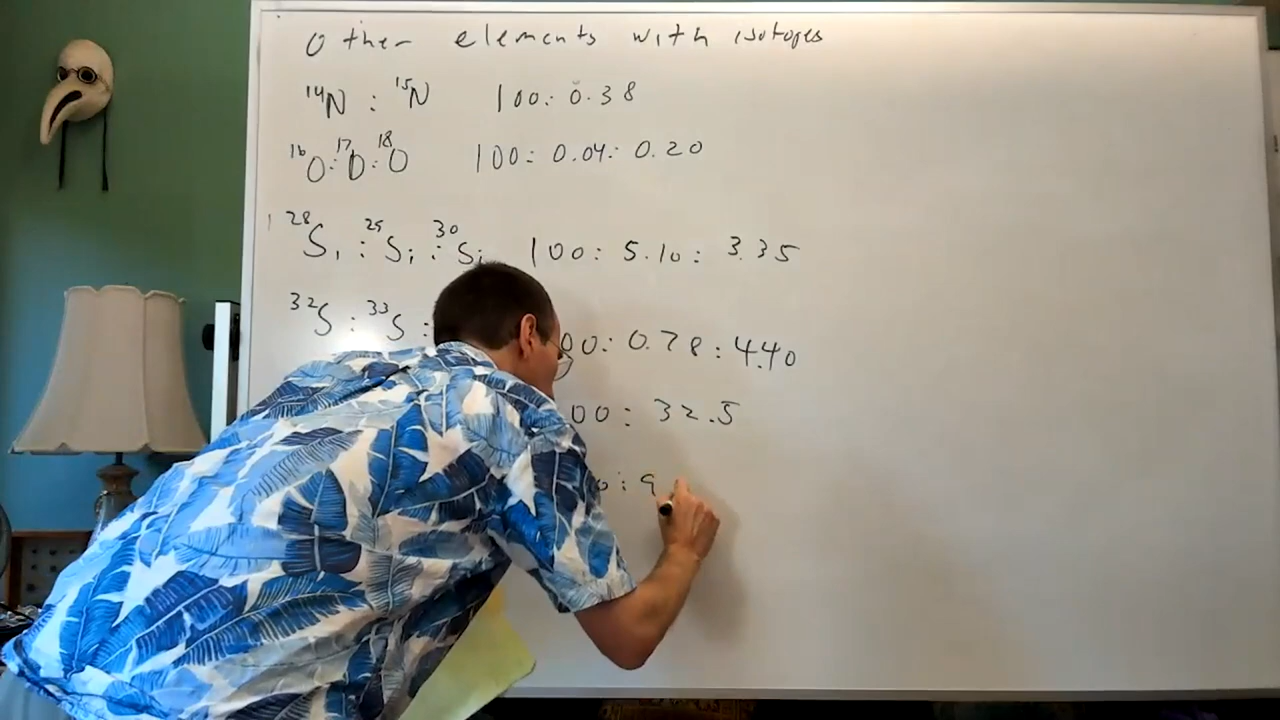 Other elements with isotopes
¹⁴N : ¹⁵N 100: 0.38
¹⁶O : ¹⁷O : ¹⁸O 100: 0.04: 0.20
²⁸Si : ²⁹Si : ³⁰Si 100: 5.10: 3.35
³²S : ³³S : 00: 0.78: 4.40
00: 32.5
0: 9